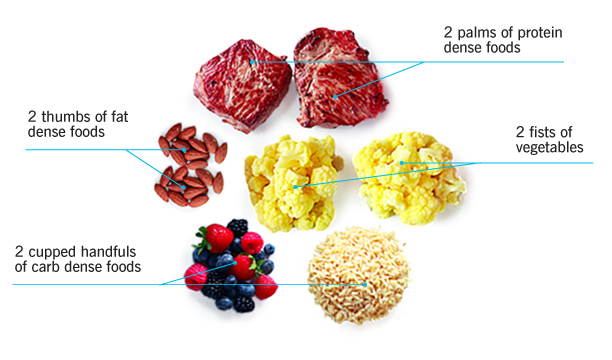 2 palms of protein
dense foods
2 thumbs of fat
dense foods
2 fists of
vegetables
2 cupped handfuls
of carb dense foods